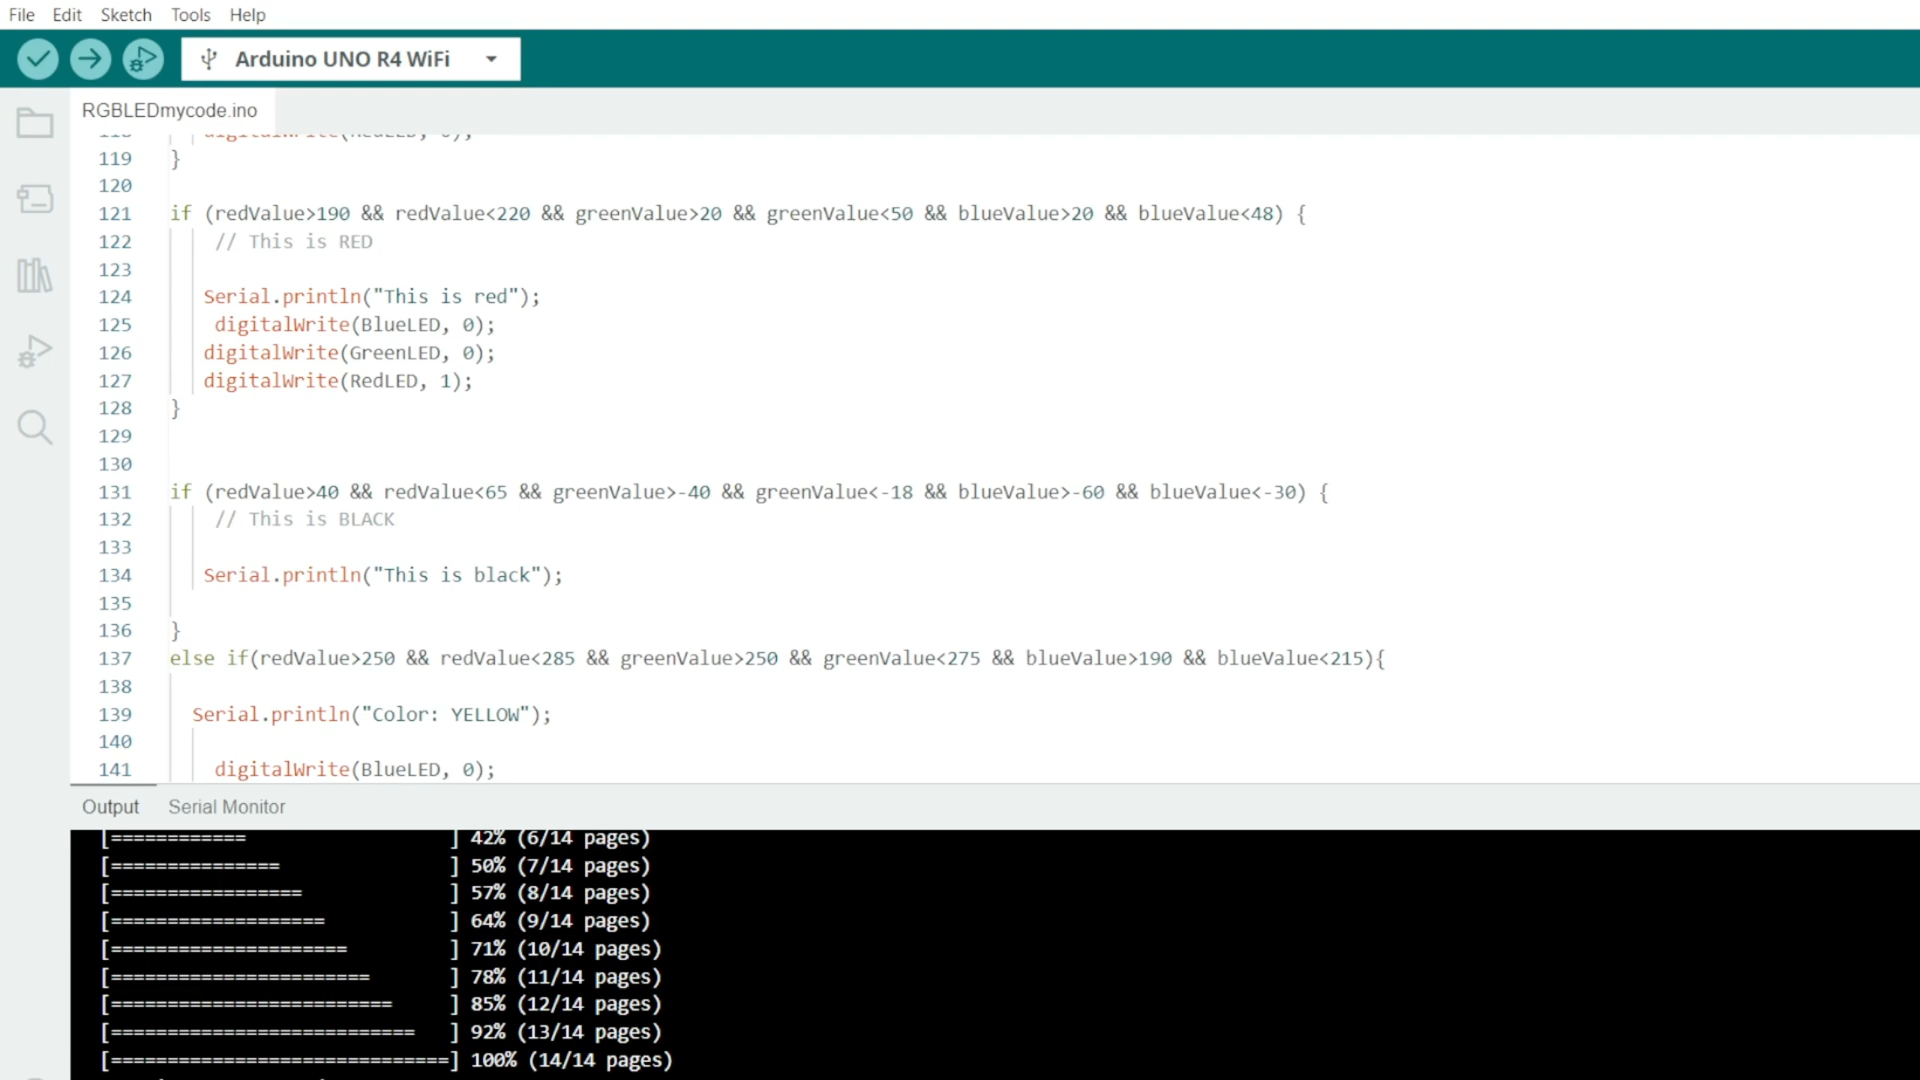 File Edit Sketch Tools Help
Arduino UNO R4 WiFi
RGBLEDmycode.ino
118 digitalWrite(RedLED, 0);
119 }
120
121 if (redValue>190 && redValue<220 && greenValue>20 && greenValue<50 && blueValue>20 && blueValue<48) {
122 // This is RED
123
124 Serial.println("This is red");
125 digitalWrite(BlueLED, 0);
126 digitalWrite(GreenLED, 0);
127 digitalWrite(RedLED, 1);
128 }
129
130
131 if (redValue>40 && redValue<65 && greenValue>-40 && greenValue<-18 && blueValue>-60 && blueValue<-30) {
132 // This is BLACK
133
134 Serial.println("This is black");
135
136 }
137 else if(redValue>250 && redValue<285 && greenValue>250 && greenValue<275 && blueValue>190 && blueValue<215){
138
139 Serial.println("Color: YELLOW");
140
141 digitalWrite(BlueLED, 0);
Output Serial Monitor
[============ ] 42% (6/14 pages)
[=============== ] 50% (7/14 pages)
[================= ] 57% (8/14 pages)
[=================== ] 64% (9/14 pages)
[===================== ] 71% (10/14 pages)
[======================= ] 78% (11/14 pages)
[========================= ] 85% (12/14 pages)
[=========================== ] 92% (13/14 pages)
[==============================] 100% (14/14 pages)